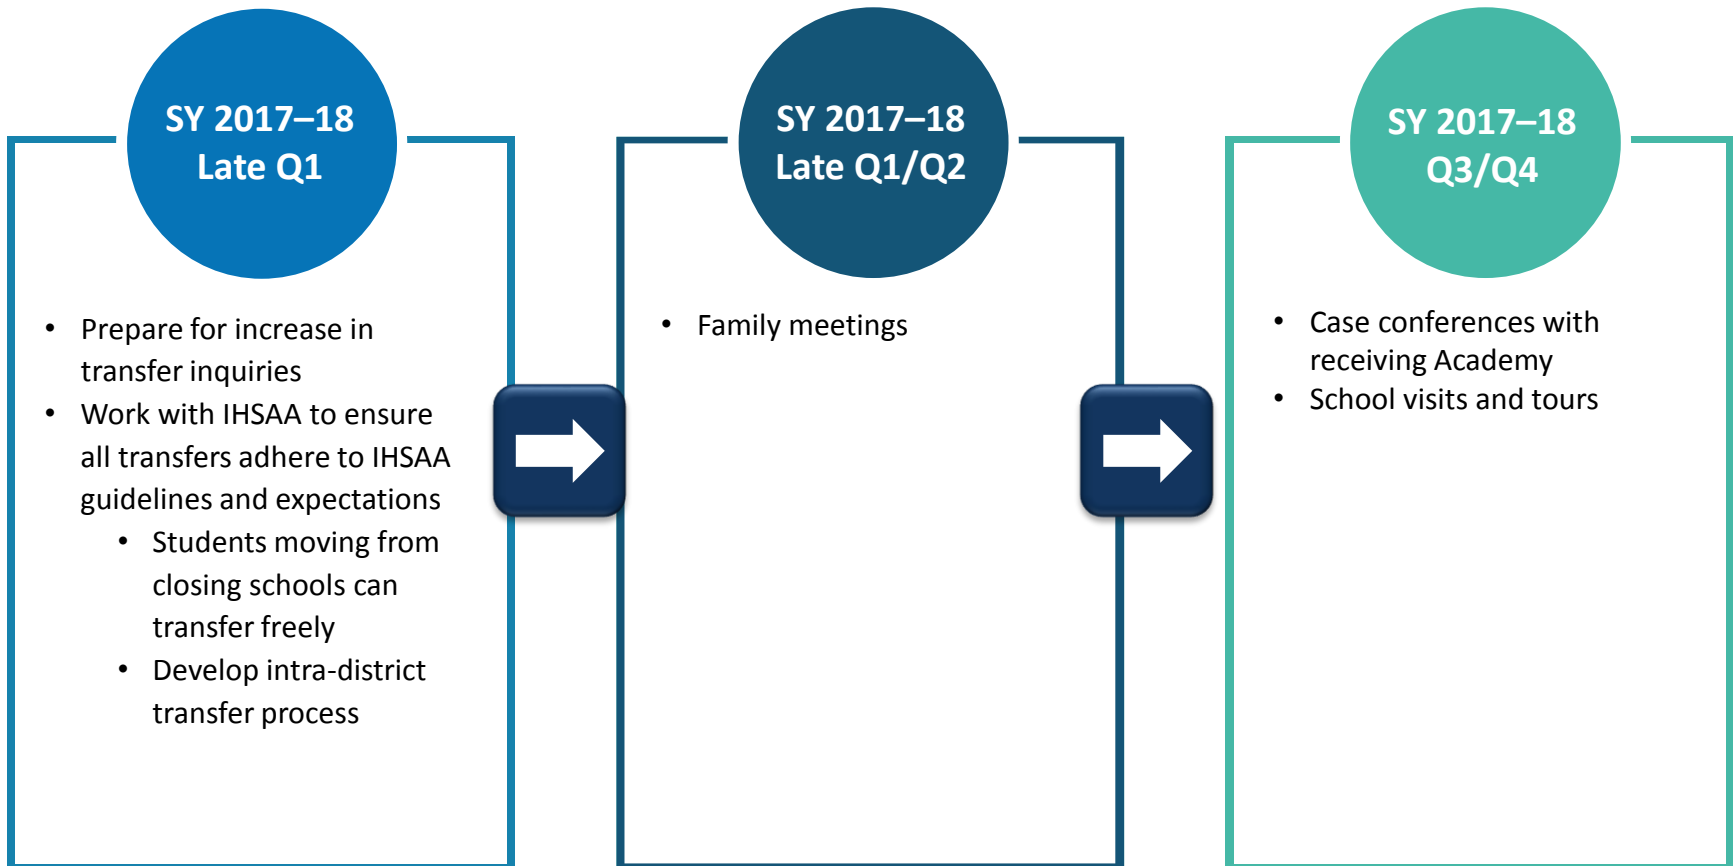 SY 2017–18
Late Q1
• Prepare for increase in
transfer inquiries
• Work with IHSAA to ensure
all transfers adhere to IHSAA
guidelines and expectations
• Students moving from
closing schools can
transfer freely
• Develop intra-district
transfer process
SY 2017–18
Late Q1/Q2
• Family meetings
SY 2017–18
Q3/Q4
• Case conferences with
receiving Academy
• School visits and tours